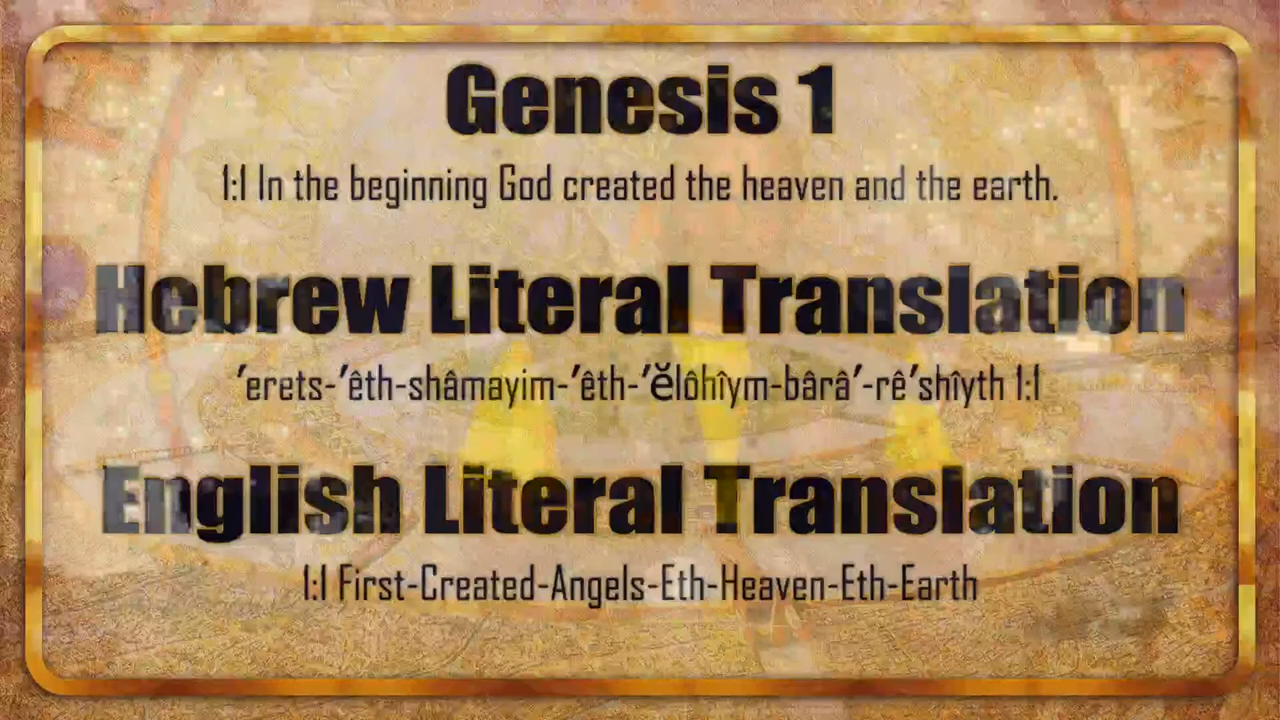 Genesis 1
1:1 In the beginning God created the heaven and the earth.
Hebrew Literal Translation
′erets-′êth-shâmayim-′êth-′ĕlôhîym-bârâ′-rê′shîyth 1:1
English Literal Translation
1:1 First-Created-Angels-Eth-Heaven-Eth-Earth